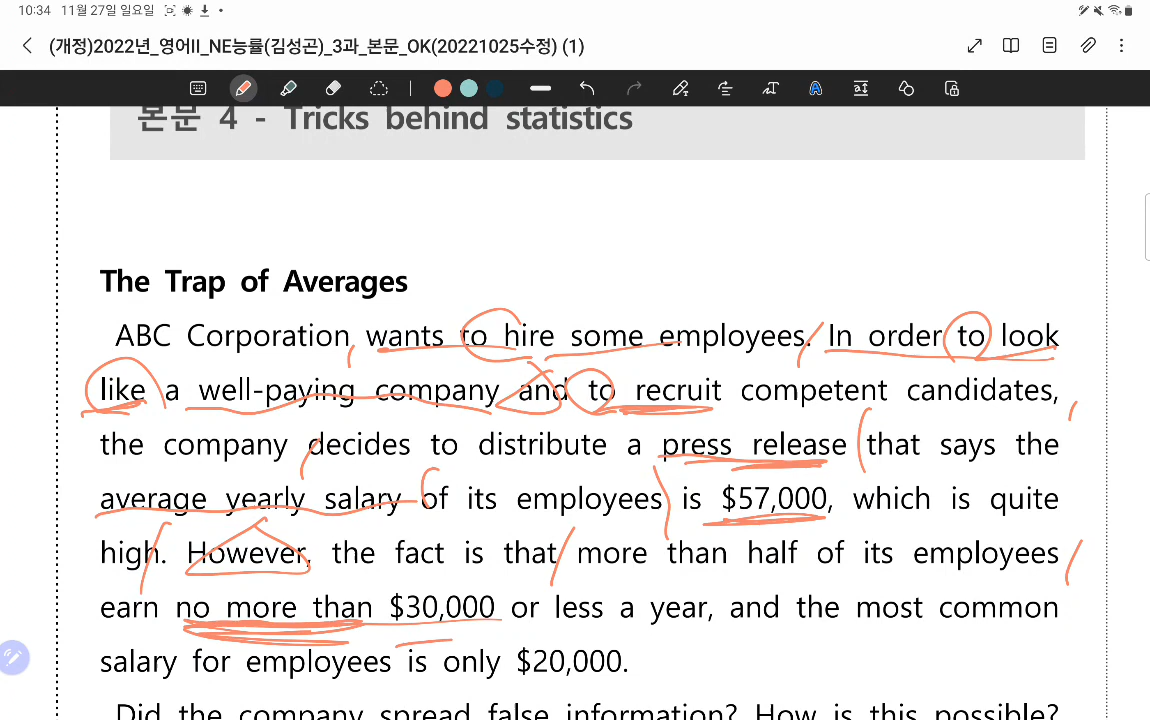 10:34 11월 27일 일요일
(개정)2022년_영어II_NE능률(김성곤)_3과_본문_OK(20221025수정) (1)
본문 4 - Tricks behind statistics
The Trap of Averages
ABC Corporation wants to hire some employees. In order to look
like a well-paying company and to recruit competent candidates,
the company decides to distribute a press release that says the
average yearly salary of its employees is $57,000, which is quite
high. However, the fact is that more than half of its employees
earn no more than $30,000 or less a year, and the most common
salary for employees is only $20,000.
Did the company spread false information? How is this possible?